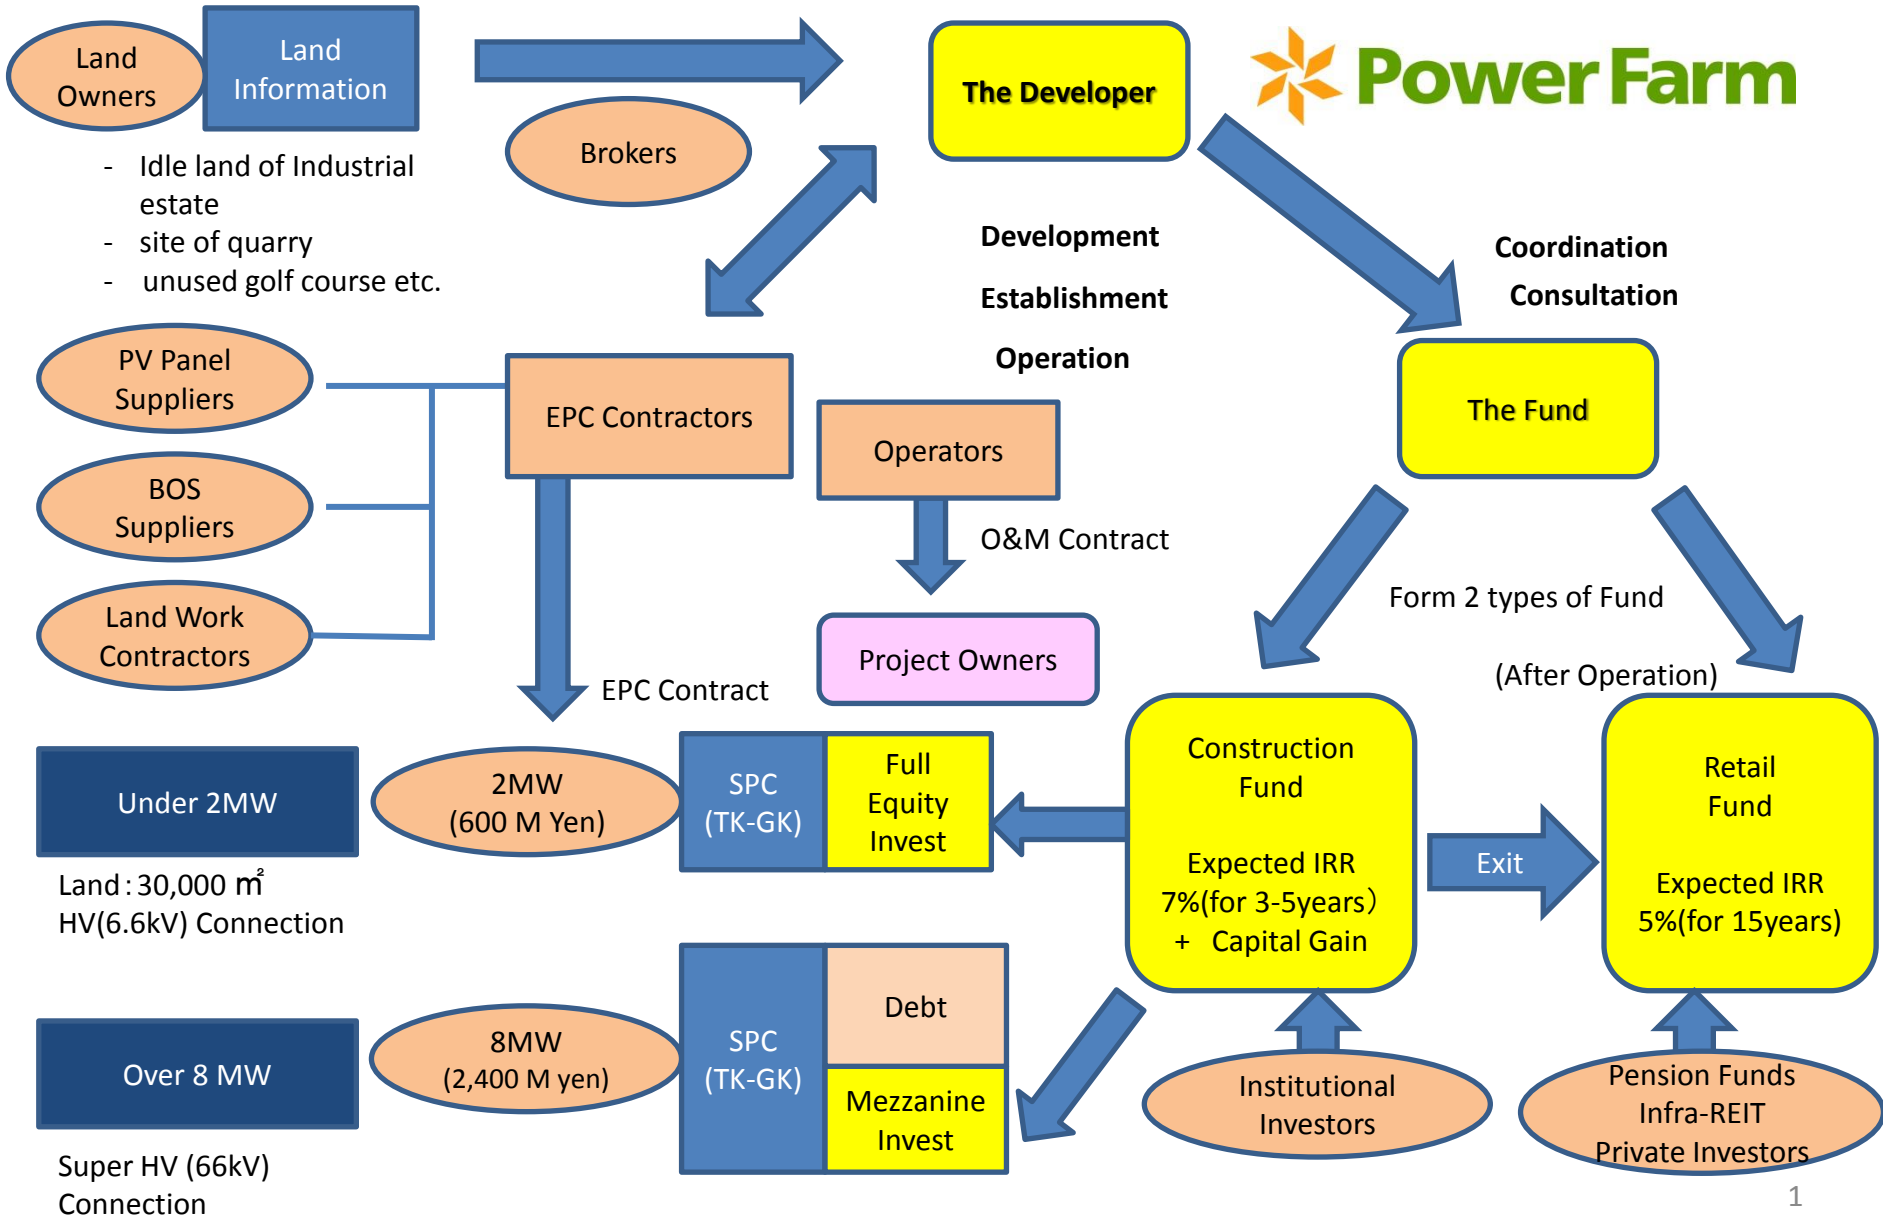 Land
Owners
Land
Information
Brokers
The Developer
Power Farm
- Idle land of Industrial
estate
- site of quarry
- unused golf course etc.
Development
Establishment
Operation
Coordination
Consultation
PV Panel
Suppliers
BOS
Suppliers
Land Work
Contractors
EPC Contractors
Operators
The Fund
O&M Contract
Project Owners
EPC Contract
Form 2 types of Fund
(After Operation)
Under 2MW
Land : 30,000 ㎡
HV(6.6kV) Connection
2MW
(600 M Yen)
SPC
(TK-GK)
Full
Equity
Invest
Construction
Fund
Expected IRR
7%(for 3-5years）
+ Capital Gain
Exit
Retail
Fund
Expected IRR
5%(for 15years)
Over 8 MW
Super HV (66kV)
Connection
8MW
(2,400 M yen)
SPC
(TK-GK)
Debt
Mezzanine
Invest
Institutional
Investors
Pension Funds
Infra-REIT
Private Investors
1